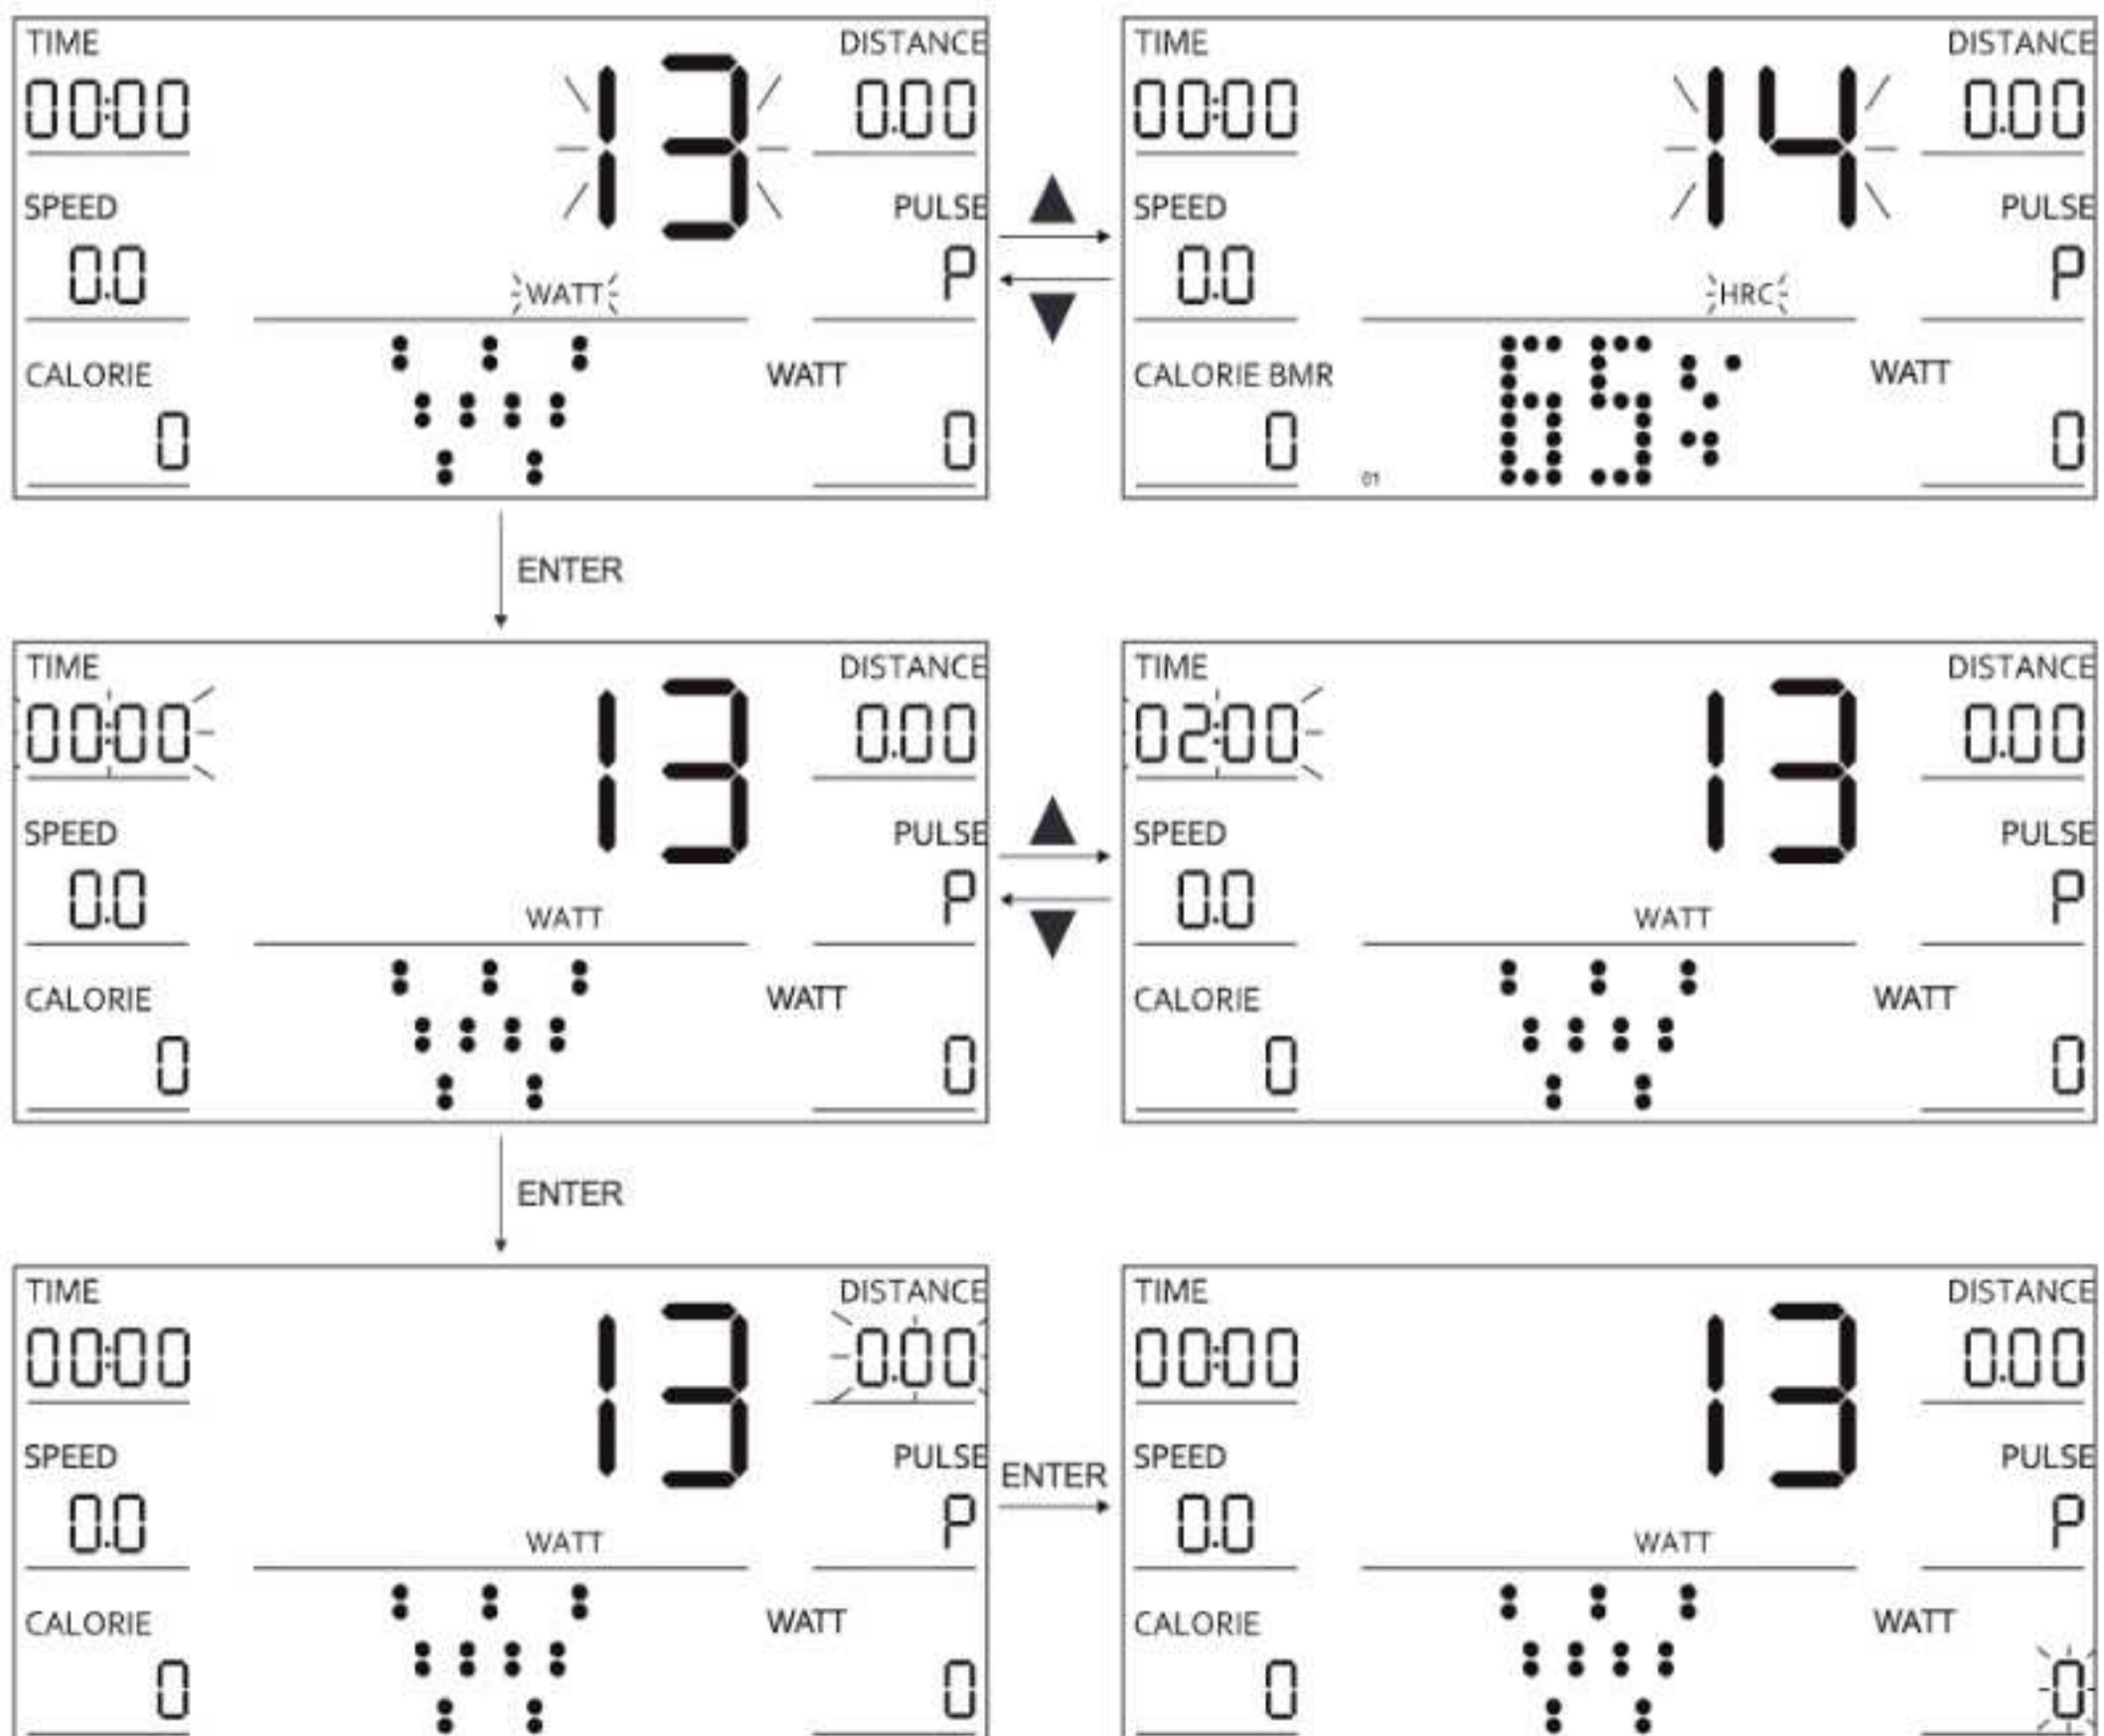 TIME
00:00
SPEED
0.0
CALORIE
0
13
WATT
DISTANCE
0.00
PULSE
P
WATT
0
W
TIME
00:00
SPEED
0.0
CALORIE BMR
0
14
HRC
01
65%
DISTANCE
0.00
PULSE
P
WATT
0
ENTER
TIME
00:00
SPEED
0.0
CALORIE
0
13
WATT
W
DISTANCE
0.00
PULSE
P
WATT
0
TIME
02:00
SPEED
0.0
CALORIE
0
13
WATT
W
DISTANCE
0.00
PULSE
P
WATT
0
ENTER
TIME
00:00
SPEED
0.0
CALORIE
0
13
WATT
W
DISTANCE
0.00
PULSE
P
WATT
0
ENTER
TIME
00:00
SPEED
0.0
CALORIE
0
13
WATT
W
DISTANCE
0.00
PULSE
P
WATT
0